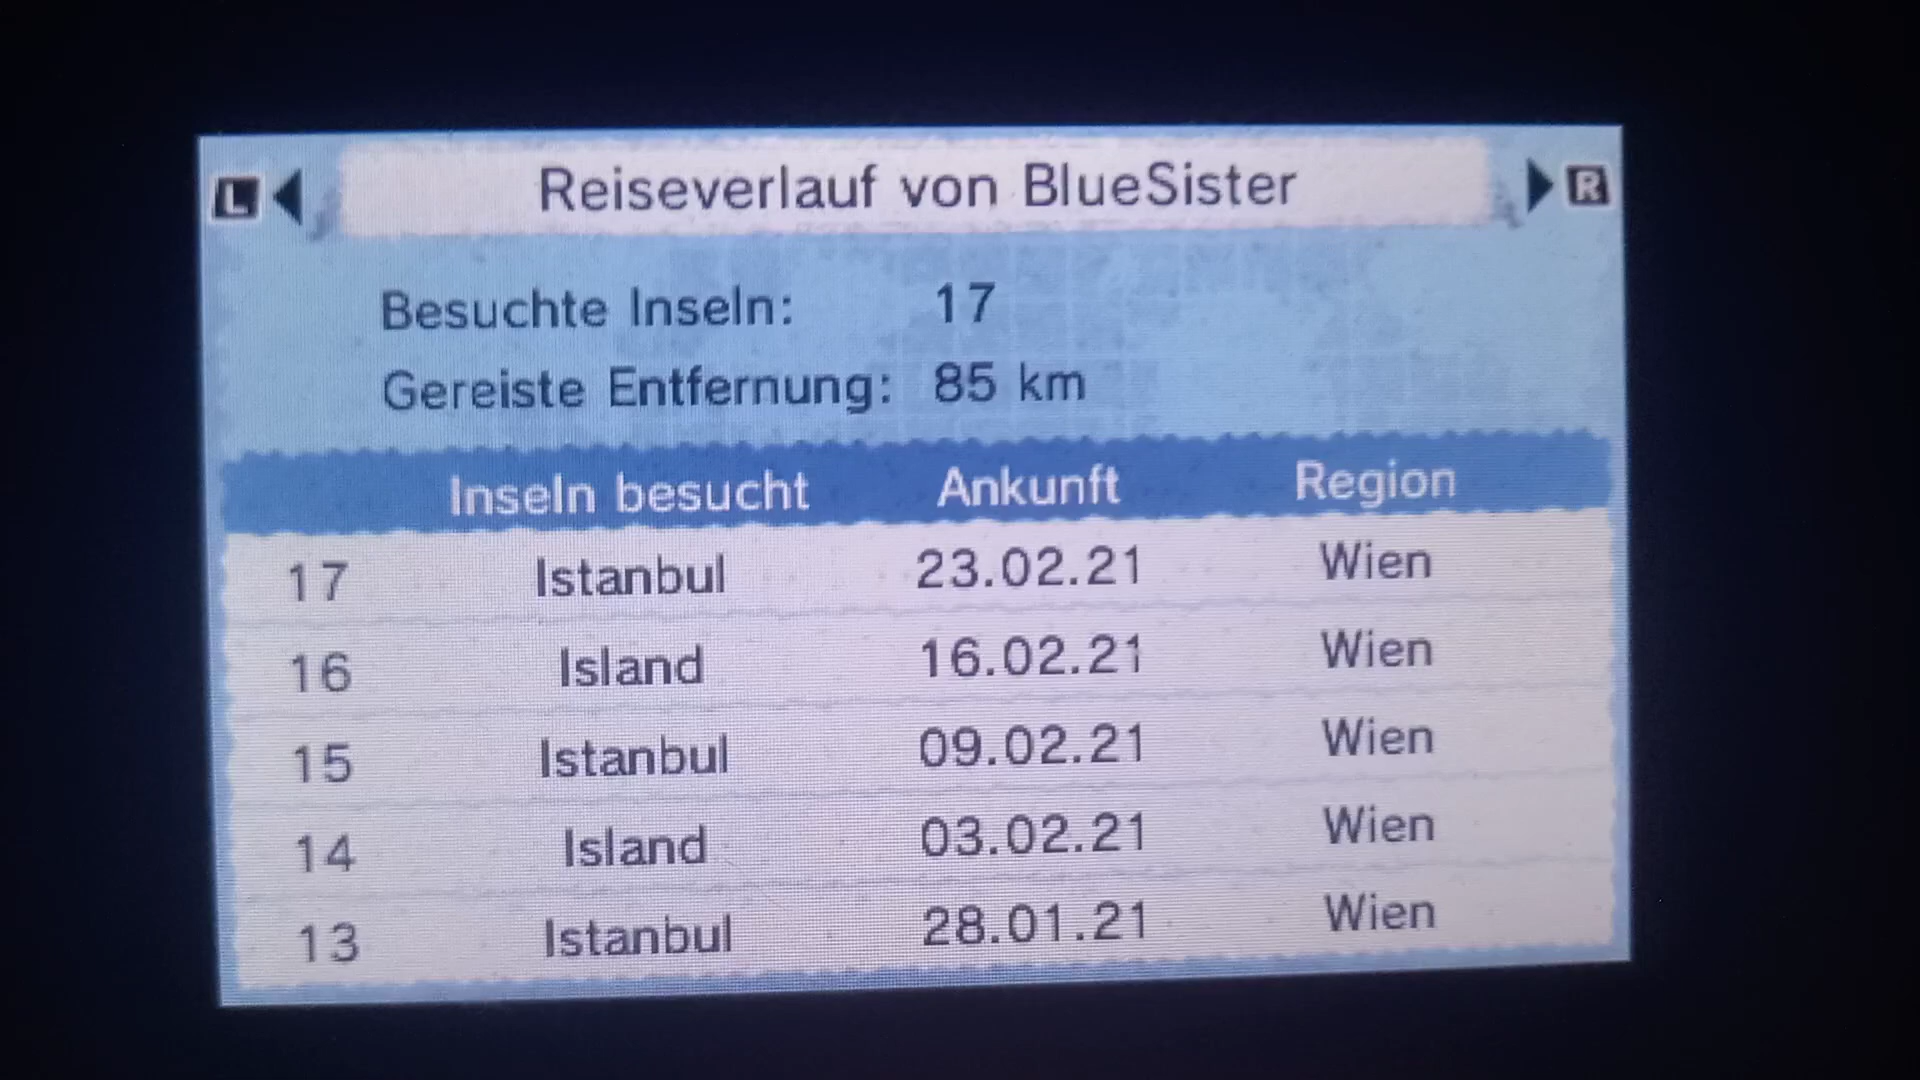 L Reiseverlauf von BlueSister R
Besuchte Inseln: 17
Gereiste Entfernung: 85 km
Inseln besucht Ankunft Region
17 Istanbul 23.02.21 Wien
16 Island 16.02.21 Wien
15 Istanbul 09.02.21 Wien
14 Island 03.02.21 Wien
13 Istanbul 28.01.21 Wien